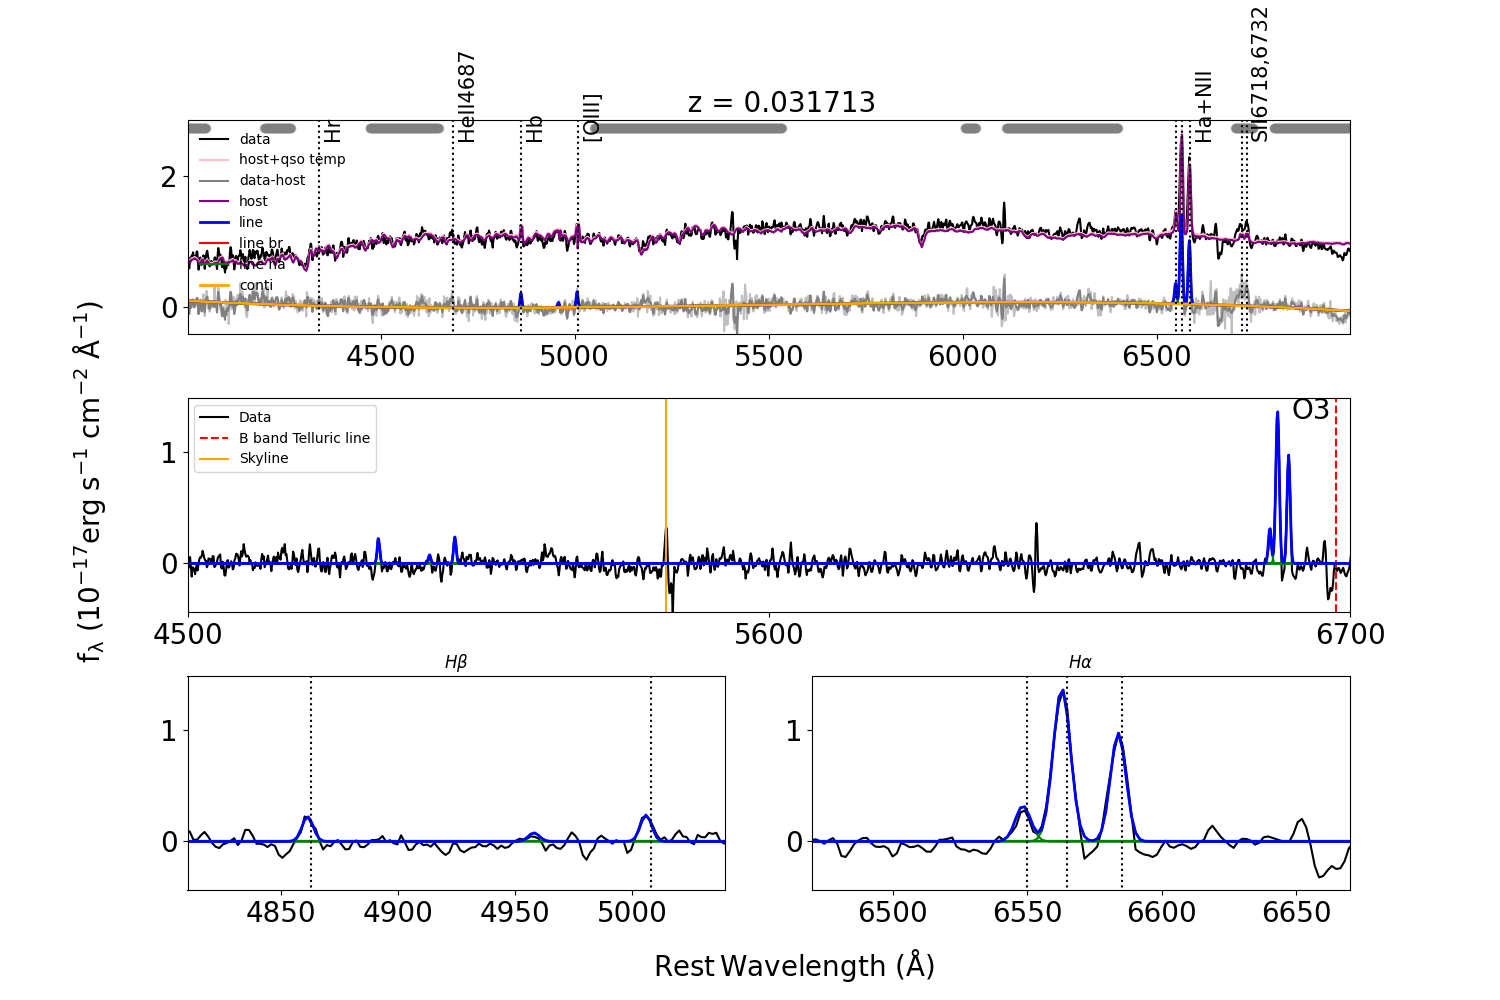 z = 0.031713
Hr
HeII4687
Hb
[OIII]
Ha+NII
SII6718,6732
data
host+qso temp
data-host
host
line
line br
line na
conti
2
0
4500 5000 5500 6000 6500
fλ (10⁻¹⁷erg s⁻¹ cm⁻² Å⁻¹)
Data
B band Telluric line
Skyline
O3
1
0
4500 5600 6700
Hβ
1
0
4850 4900 4950 5000
Hα
1
0
6500 6550 6600 6650
Rest Wavelength (Å)